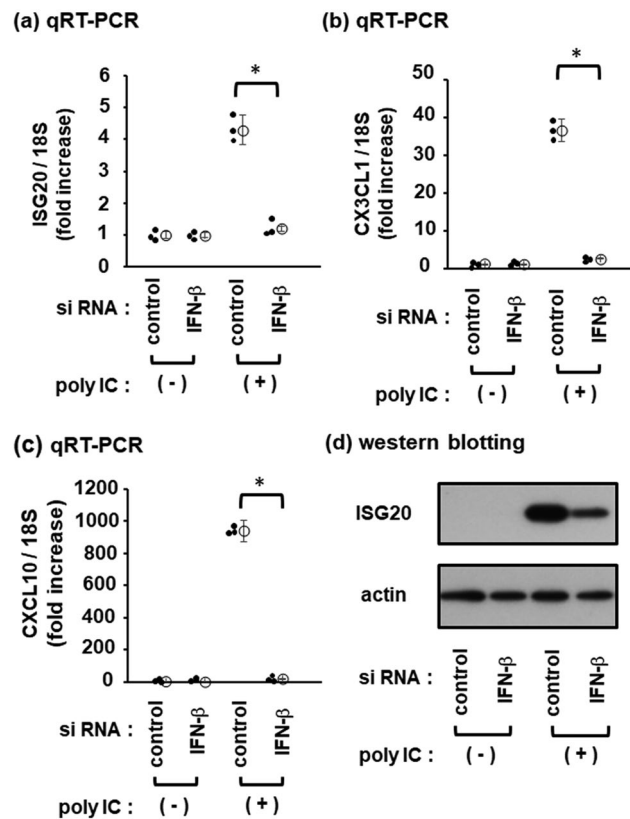 (a) qRT-PCR
*
6
5
4
3
2
1
0
ISG20 / 18S
(fold increase)
si RNA :
control
IFN-β
control
IFN-β
poly IC :
( - )
( + )
(b) qRT-PCR
*
50
40
30
20
10
0
CX3CL1 / 18S
(fold increase)
si RNA :
control
IFN-β
control
IFN-β
poly IC :
( - )
( + )
(c) qRT-PCR
*
1200
1000
800
600
400
200
0
CXCL10 / 18S
(fold increase)
si RNA :
control
IFN-β
control
IFN-β
poly IC :
( - )
( + )
(d) western blotting
ISG20
actin
si RNA :
control
IFN-β
control
IFN-β
poly IC :
( - )
( + )